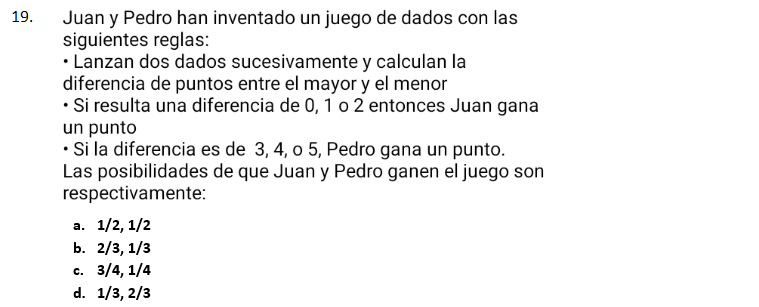 19. Juan y Pedro han inventado un juego de dados con las
siguientes reglas:
• Lanzan dos dados sucesivamente y calculan la
diferencia de puntos entre el mayor y el menor
• Si resulta una diferencia de 0, 1 o 2 entonces Juan gana
un punto
• Si la diferencia es de 3, 4, o 5, Pedro gana un punto.
Las posibilidades de que Juan y Pedro ganen el juego son
respectivamente:
a. 1/2, 1/2
b. 2/3, 1/3
c. 3/4, 1/4
d. 1/3, 2/3